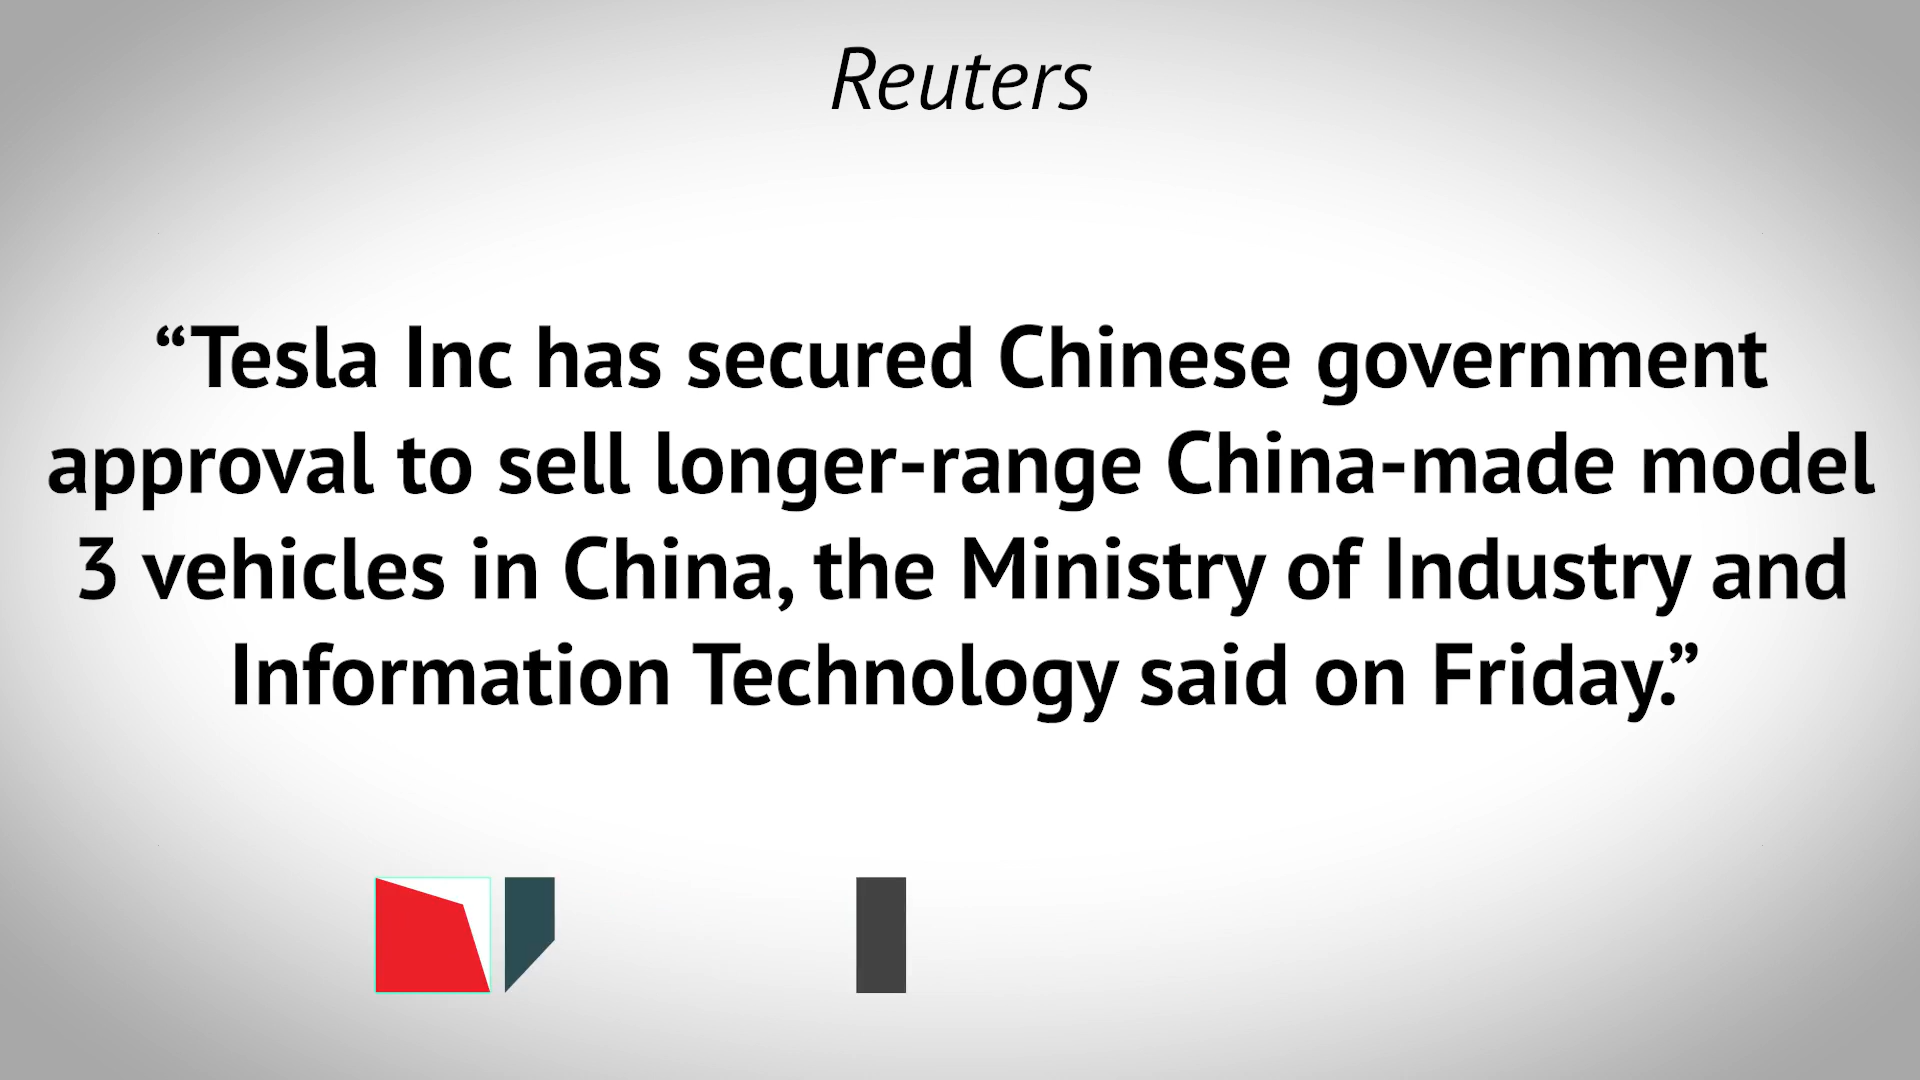 Reuters
“Tesla Inc has secured Chinese government
approval to sell longer-range China-made model
3 vehicles in China, the Ministry of Industry and
Information Technology said on Friday.”